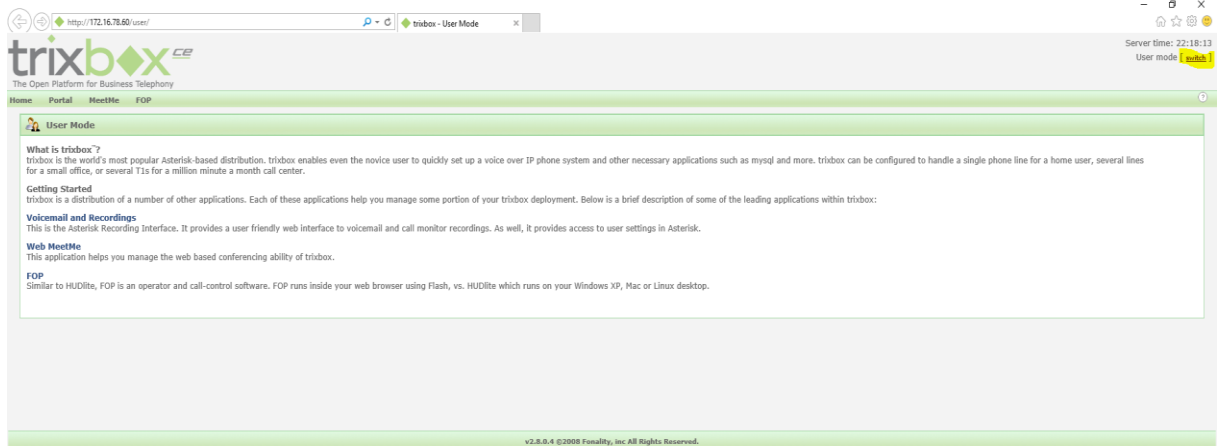 http://172.16.78.60/user/
trixbox - User Mode
trixbox CE
The Open Platform for Business Telephony
Server time: 22:18:13
User mode [ switch ]
Home Portal MeetMe FOP
?
User Mode
What is trixbox™?
trixbox is the world's most popular Asterisk-based distribution. trixbox enables even the novice user to quickly set up a voice over IP phone system and other necessary applications such as mysql and more. trixbox can be configured to handle a single phone line for a home user, several lines
for a small office, or several T1s for a million minute a month call center.
Getting Started
trixbox is a distribution of a number of other applications. Each of these applications help you manage some portion of your trixbox deployment. Below is a brief description of some of the leading applications within trixbox:
Voicemail and Recordings
This is the Asterisk Recording Interface. It provides a user friendly web interface to voicemail and call monitor recordings. As well, it provides access to user settings in Asterisk.
Web MeetMe
This application helps you manage the web based conferencing ability of trixbox.
FOP
Similar to HUDlite, FOP is an operator and call-control software. FOP runs inside your web browser using Flash, vs. HUDlite which runs on your Windows XP, Mac or Linux desktop.
v2.8.0.4 ©2008 Fonality, inc All Rights Reserved.